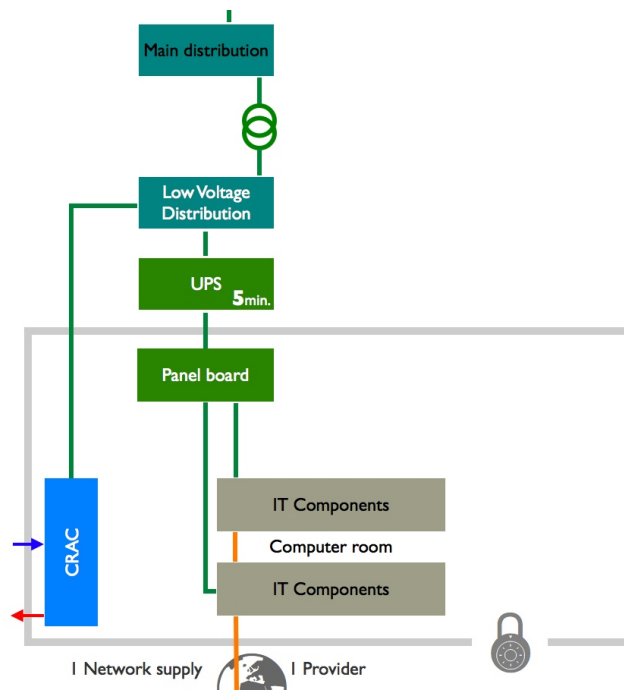 Main distribution
Low Voltage
Distribution
UPS
5min.
Panel board
IT Components
Computer room
CRAC
IT Components
1 Network supply
1 Provider